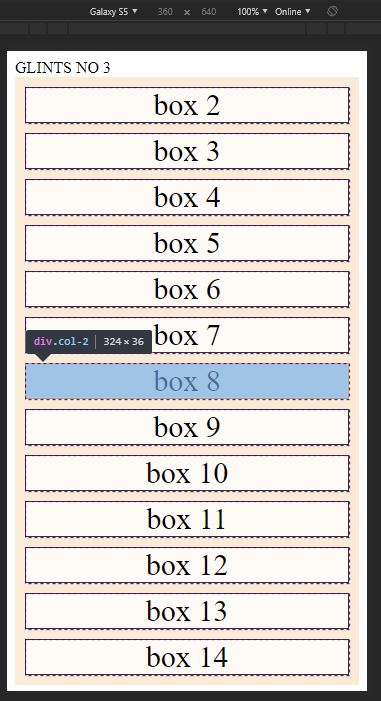 Galaxy S5 360 × 640 100% Online
GLINTS NO 3
box 2
box 3
box 4
box 5
box 6
box 7
div.col-2 324 × 36
box 8
box 9
box 10
box 11
box 12
box 13
box 14